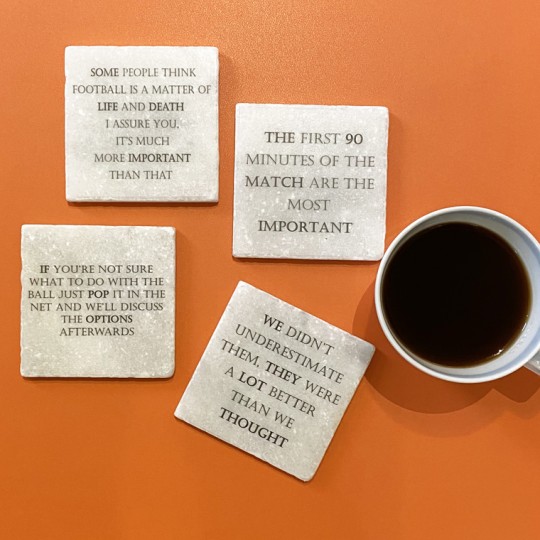 SOME PEOPLE THINK
FOOTBALL IS A MATTER OF
LIFE AND DEATH
I ASSURE YOU,
IT'S MUCH
MORE IMPORTANT
THAN THAT
THE FIRST 90
MINUTES OF THE
MATCH ARE THE
MOST
IMPORTANT
IF YOU'RE NOT SURE
WHAT TO DO WITH THE
BALL JUST POP IT IN THE
NET AND WE'LL DISCUSS
THE OPTIONS
AFTERWARDS
WE DIDN'T
UNDERESTIMATE
THEM. THEY WERE
A LOT BETTER
THAN WE
THOUGHT